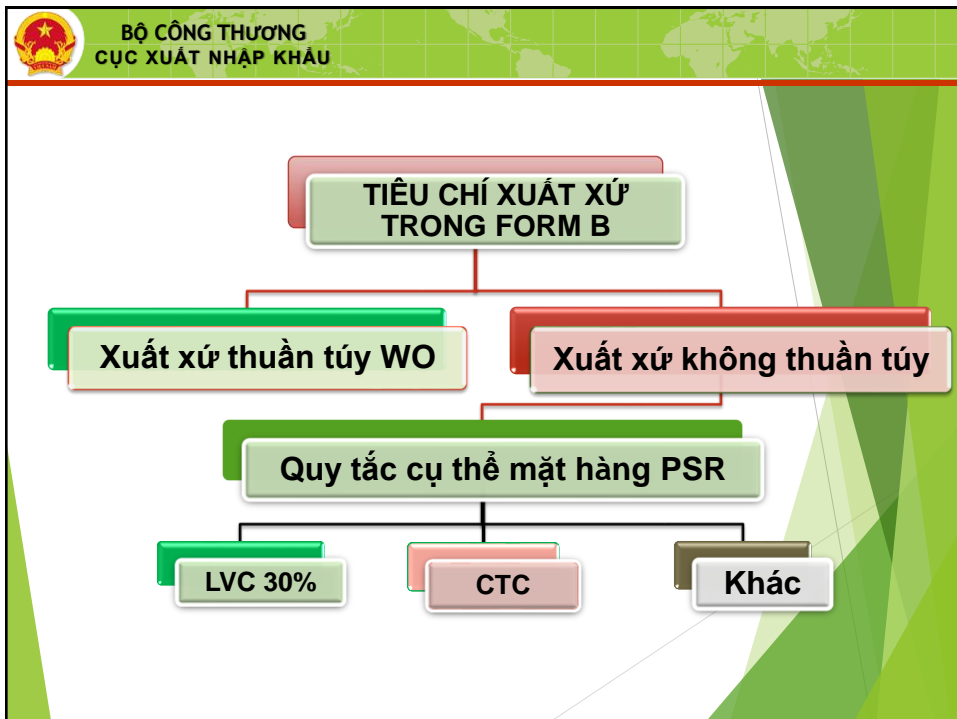 BỘ CÔNG THƯƠNG
CỤC XUẤT NHẬP KHẨU
TIÊU CHÍ XUẤT XỨ
TRONG FORM B
Xuất xứ thuần túy WO
Xuất xứ không thuần túy
Quy tắc cụ thể mặt hàng PSR
LVC 30%
CTC
Khác